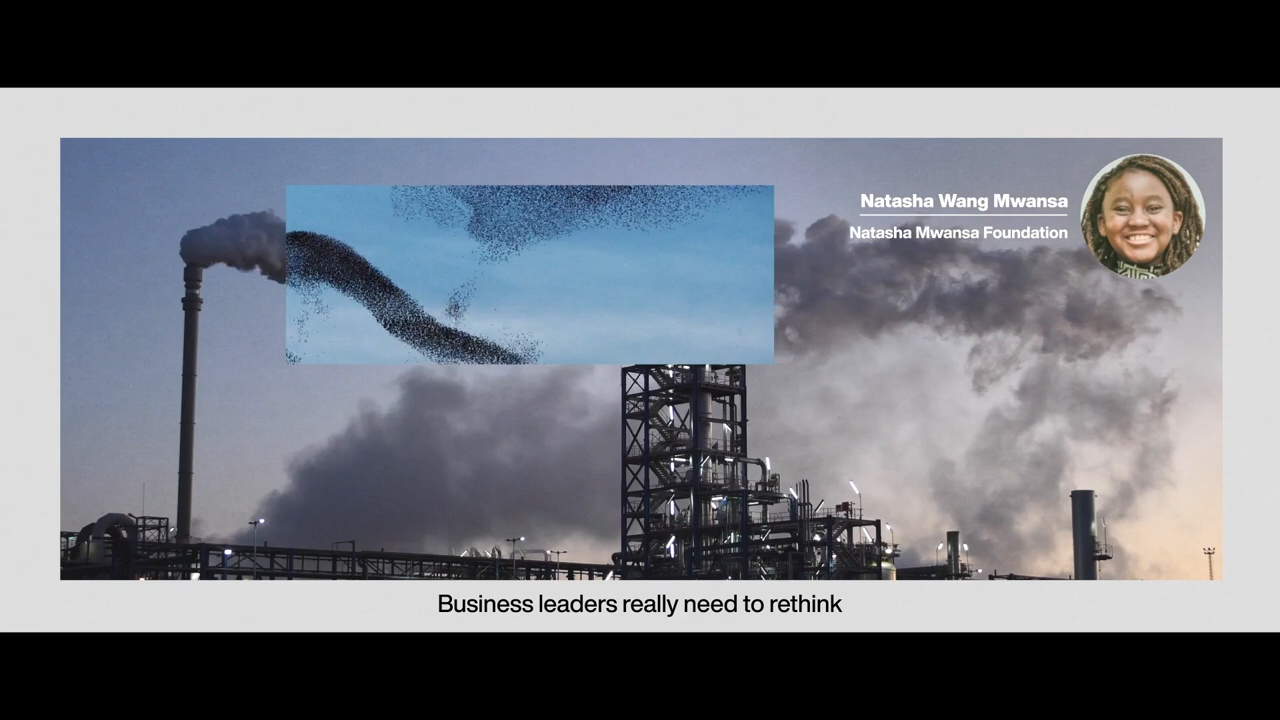 Natasha Wang Mwansa
Natasha Mwansa Foundation
Business leaders really need to rethink